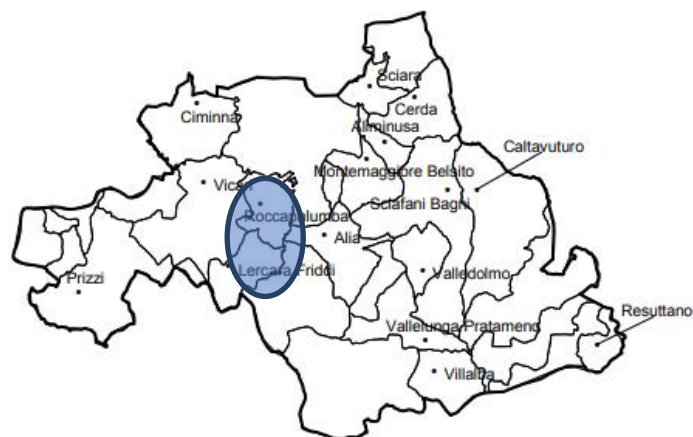 Sciara
Cerda
Ciminna
Aliminusa
Caltavuturo
Montemaggiore Belsito
Vicari
Sclafani Bagni
Roccapalumba
Alia
Lercara Friddi
Valledolmo
Prizzi
Resuttano
Vallelunga Pratameno
Villalba